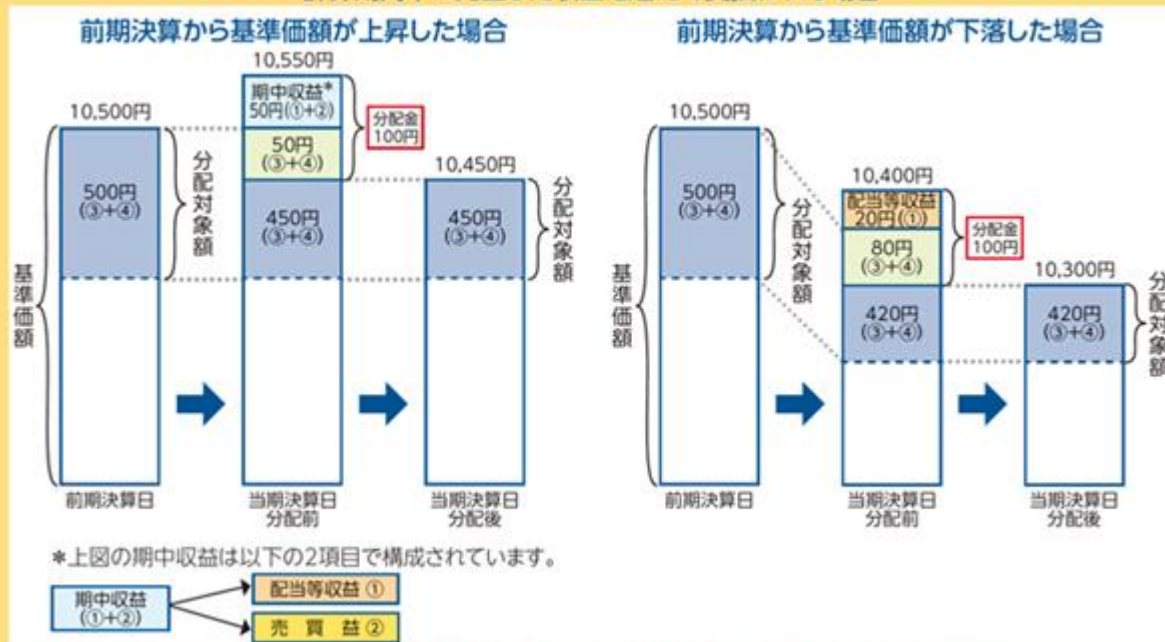 前期決算から基準価額が上昇した場合
10,500円
10,550円
期中収益*
50円(①+②)
50円
(③+④)
分配金
100円
10,450円
500円
(③+④)
450円
(③+④)
450円
(③+④)
分配対象額
分配対象額
基準価額
前期決算日
当期決算日
分配前
当期決算日
分配後
*上図の期中収益は以下の2項目で構成されています。
期中収益
(①+②)
配当等収益 ①
売 買 益 ②
前期決算から基準価額が下落した場合
10,500円
10,400円
配当等収益
20円(①)
80円
(③+④)
分配金
100円
10,300円
500円
(③+④)
420円
(③+④)
420円
(③+④)
分配対象額
分配対象額
基準価額
前期決算日
当期決算日
分配前
当期決算日
分配後